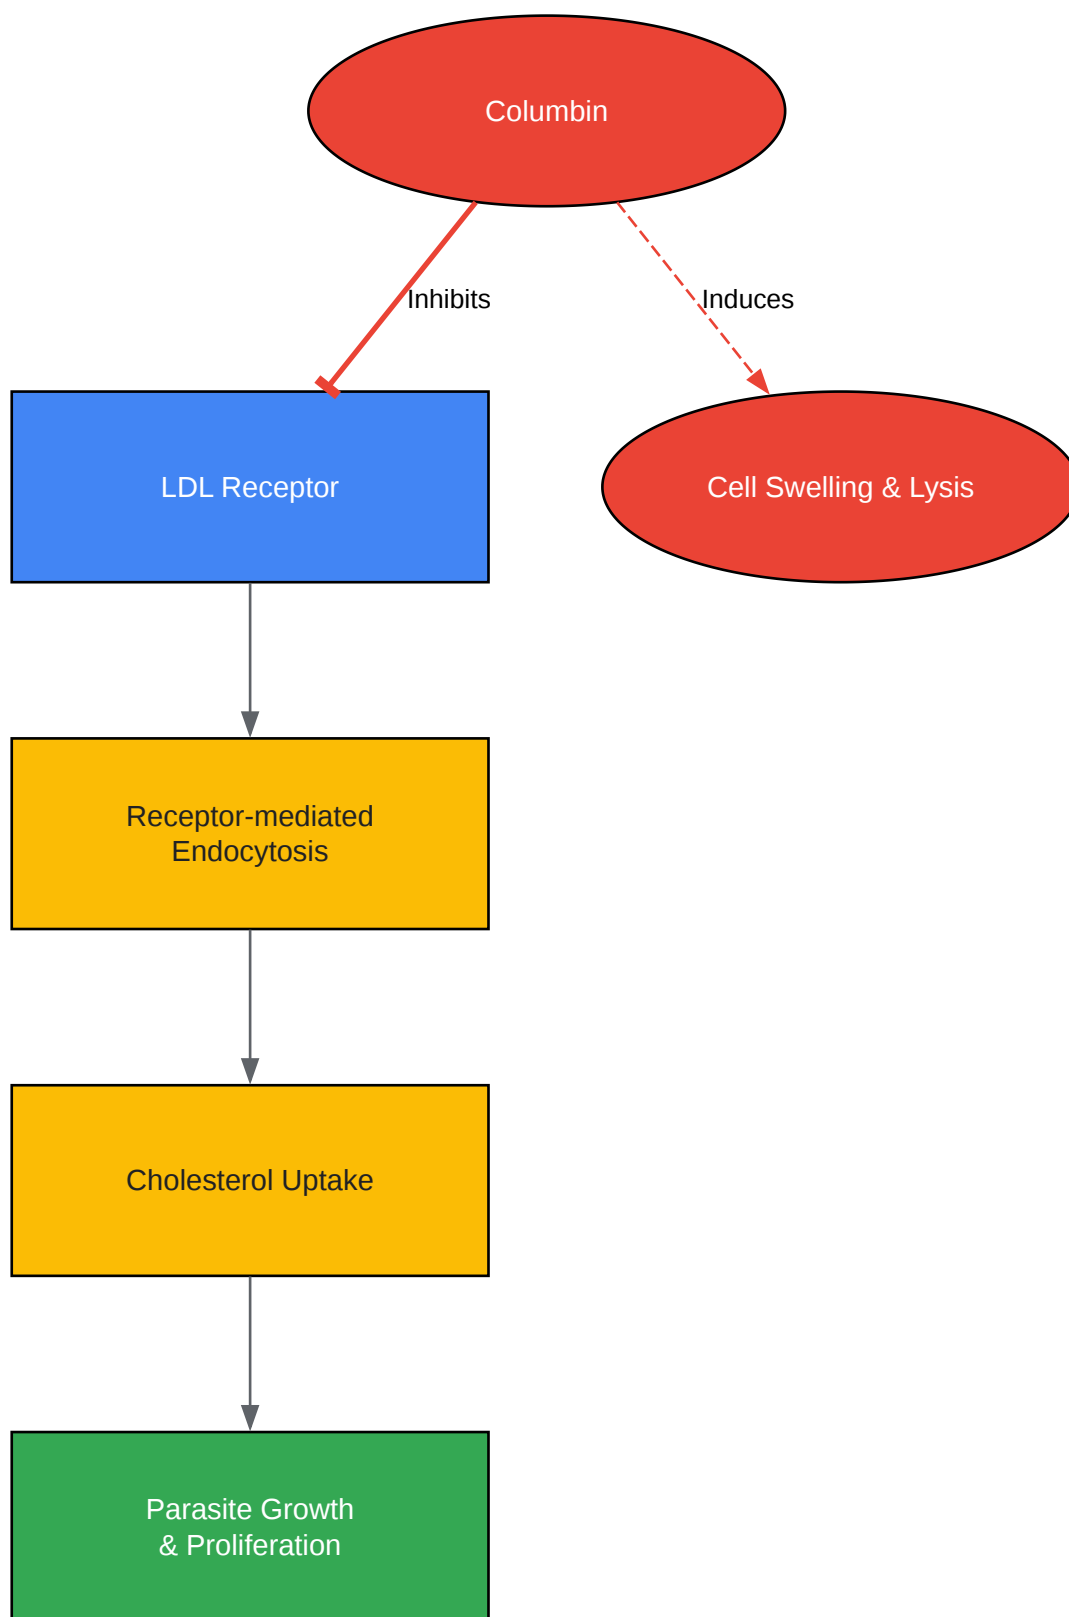 Columbin
Inhibits
Induces
LDL Receptor
Cell Swelling & Lysis
Receptor-mediated
Endocytosis
Cholesterol Uptake
Parasite Growth
& Proliferation